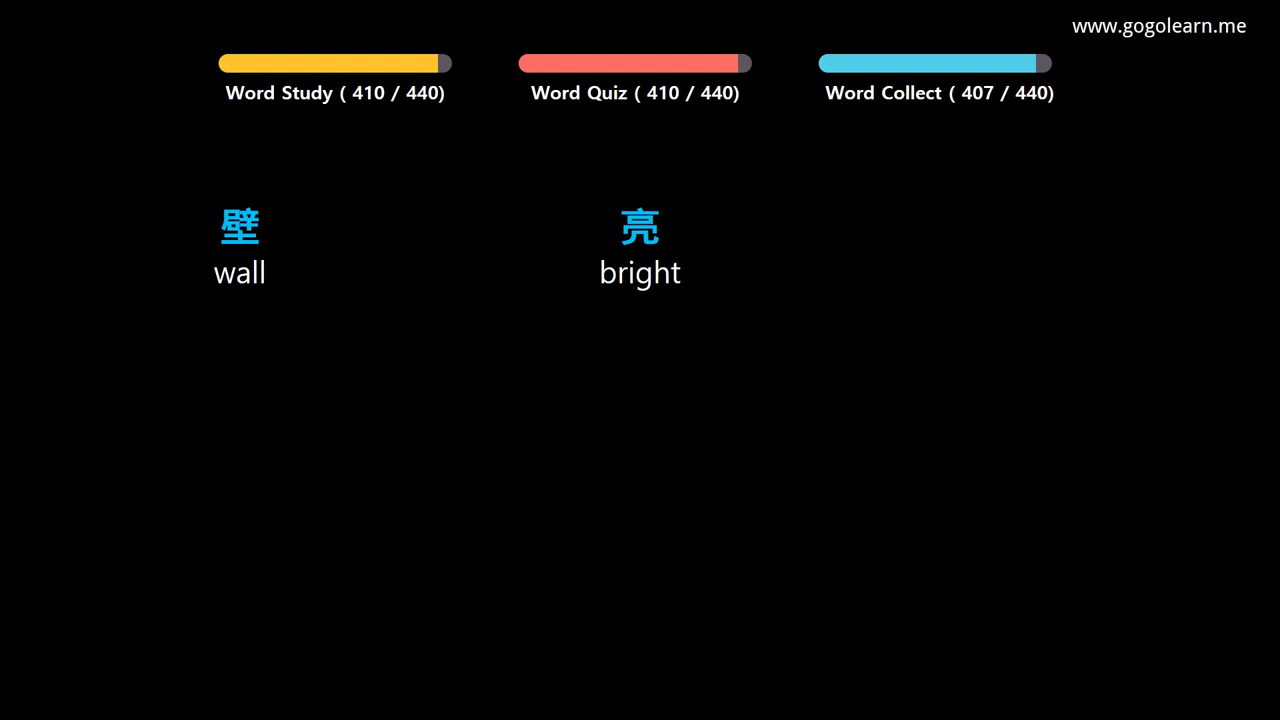 www.gogolearn.me
Word Study ( 410 / 440)
Word Quiz ( 410 / 440)
Word Collect ( 407 / 440)
壁
亮
wall
bright